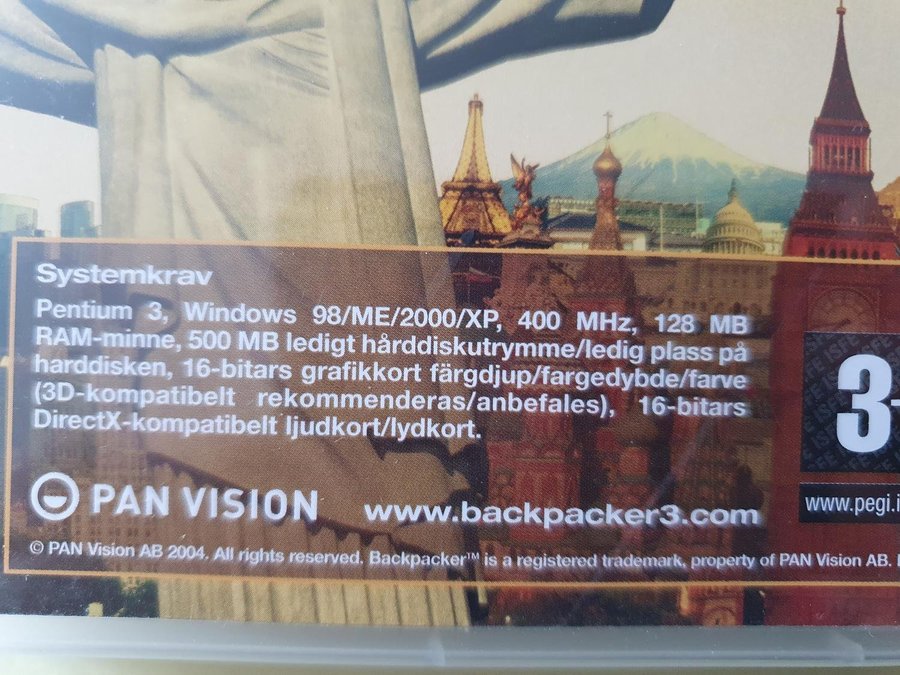 Systemkrav
Pentium 3, Windows 98/ME/2000/XP, 400 MHz, 128 MB
RAM-minne, 500 MB ledigt hårddiskutrymme/ledig plass på
harddisken, 16-bitars grafikkort färgdjup/fargedybde/farve
(3D-kompatibelt rekommenderas/anbefales), 16-bitars
DirectX-kompatibelt ljudkort/lydkort.
3+
www.pegi.i
PAN VISION
www.backpacker3.com
© PAN Vision AB 2004. All rights reserved. Backpacker™ is a registered trademark, property of PAN Vision AB.